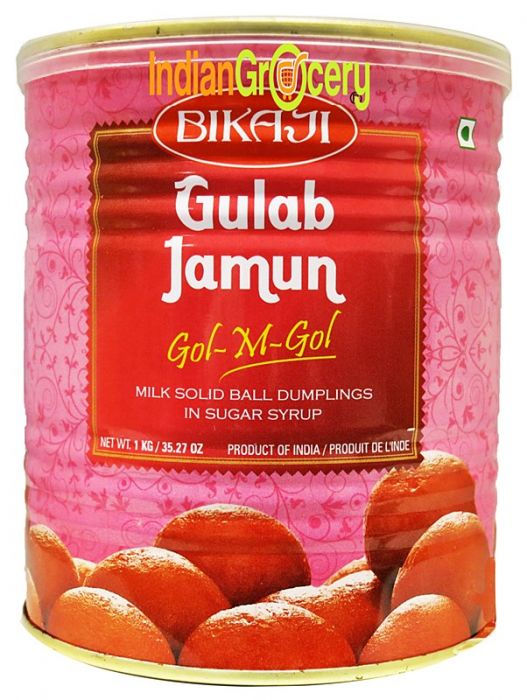 IndianGrocery
BIKAJI
Gulab
Jamun
Gol-M-Gol
MILK SOLID BALL DUMPLINGS
IN SUGAR SYRUP
NET WT. 1 KG / 35.27 OZ PRODUCT OF INDIA / PRODUIT DE L'INDE